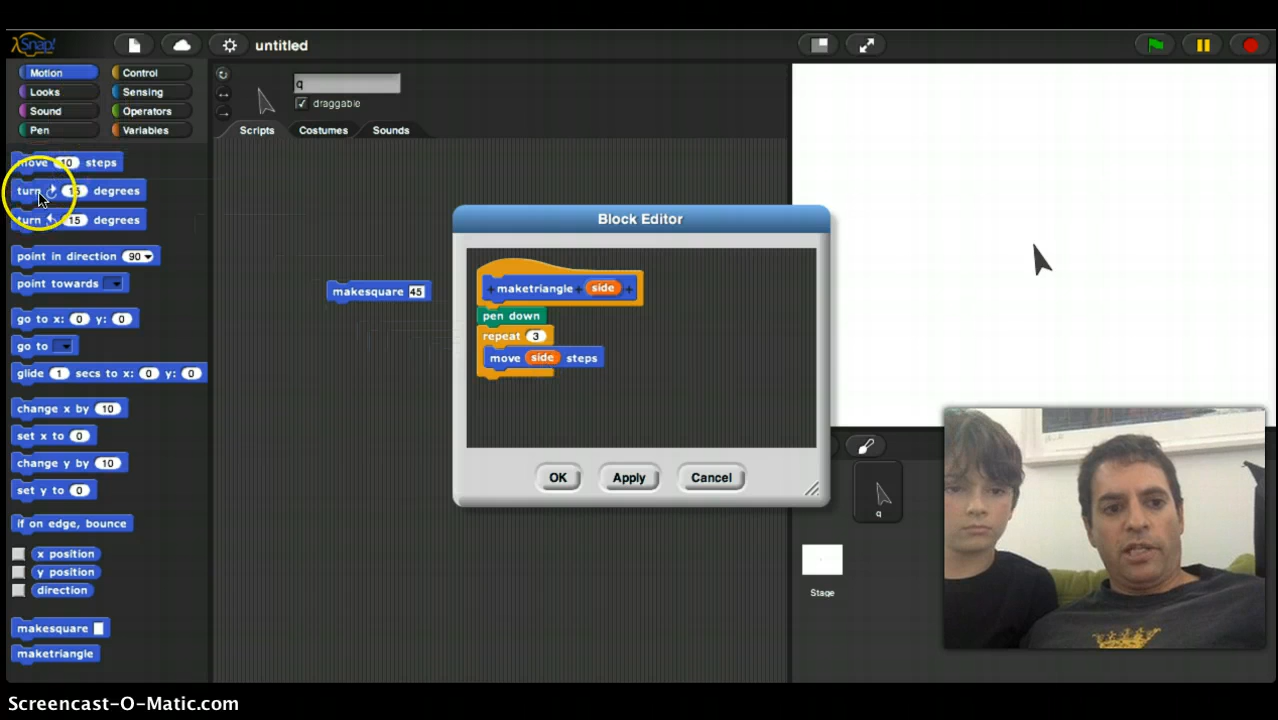 Snap!
untitled
Motion
Control
Looks
Sensing
Sound
Operators
Pen
Variables
q
draggable
Scripts
Costumes
Sounds
move 10 steps
turn 15 degrees
turn 15 degrees
point in direction 90
point towards
go to x: 0 y: 0
go to
glide 1 secs to x: 0 y: 0
change x by 10
set x to 0
change y by 10
set y to 0
if on edge, bounce
x position
y position
direction
makesquare
maketriangle
makesquare 45
Block Editor
+ maketriangle + side +
pen down
repeat 3
move side steps
OK
Apply
Cancel
q
Stage
Screencast-O-Matic.com